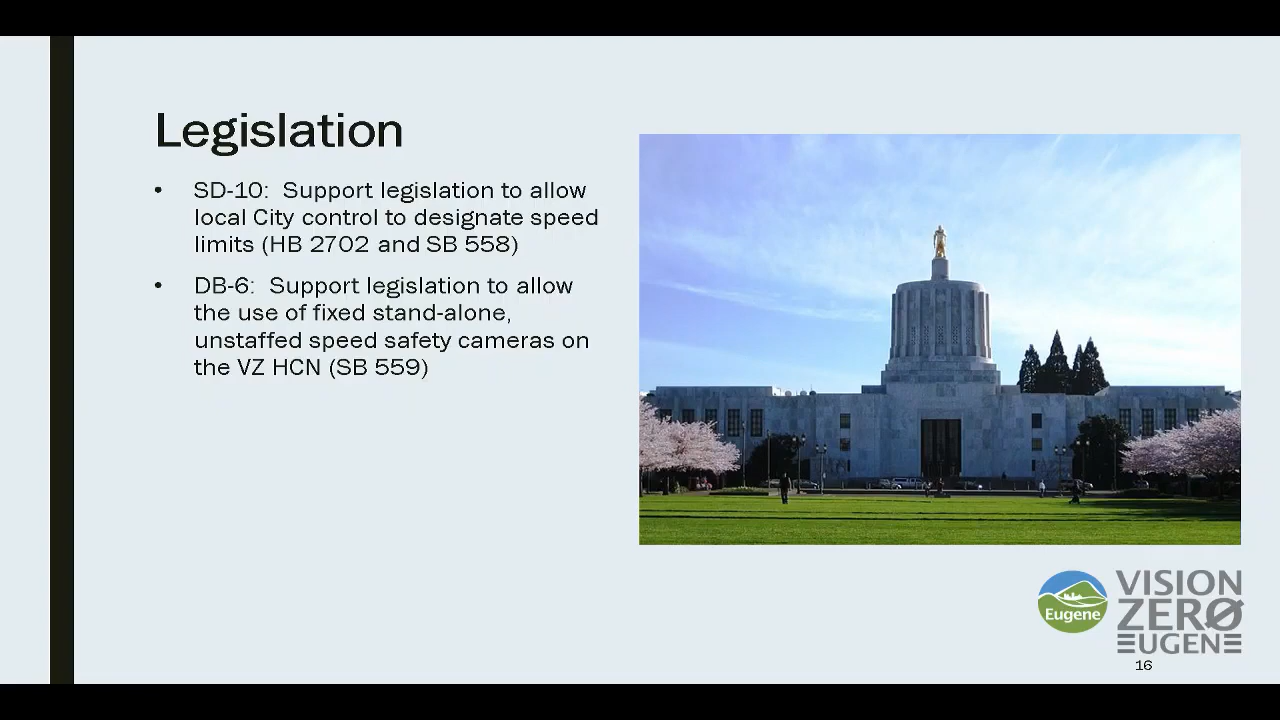 Legislation
• SD-10: Support legislation to allow
local City control to designate speed
limits (HB 2702 and SB 558)
• DB-6: Support legislation to allow
the use of fixed stand-alone,
unstaffed speed safety cameras on
the VZ HCN (SB 559)
Eugene
VISION
ZERØ
EUGENE
16